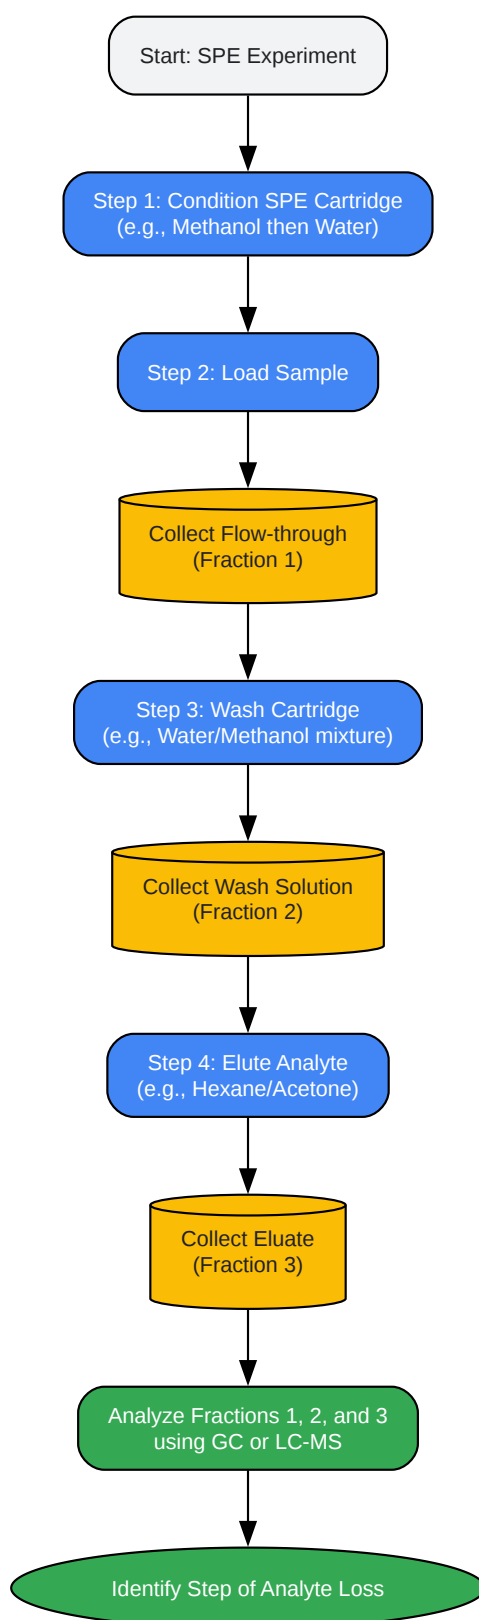 Start: SPE Experiment
Step 1: Condition SPE Cartridge
(e.g., Methanol then Water)
Step 2: Load Sample
Collect Flow-through
(Fraction 1)
Step 3: Wash Cartridge
(e.g., Water/Methanol mixture)
Collect Wash Solution
(Fraction 2)
Step 4: Elute Analyte
(e.g., Hexane/Acetone)
Collect Eluate
(Fraction 3)
Analyze Fractions 1, 2, and 3
using GC or LC-MS
Identify Step of Analyte Loss